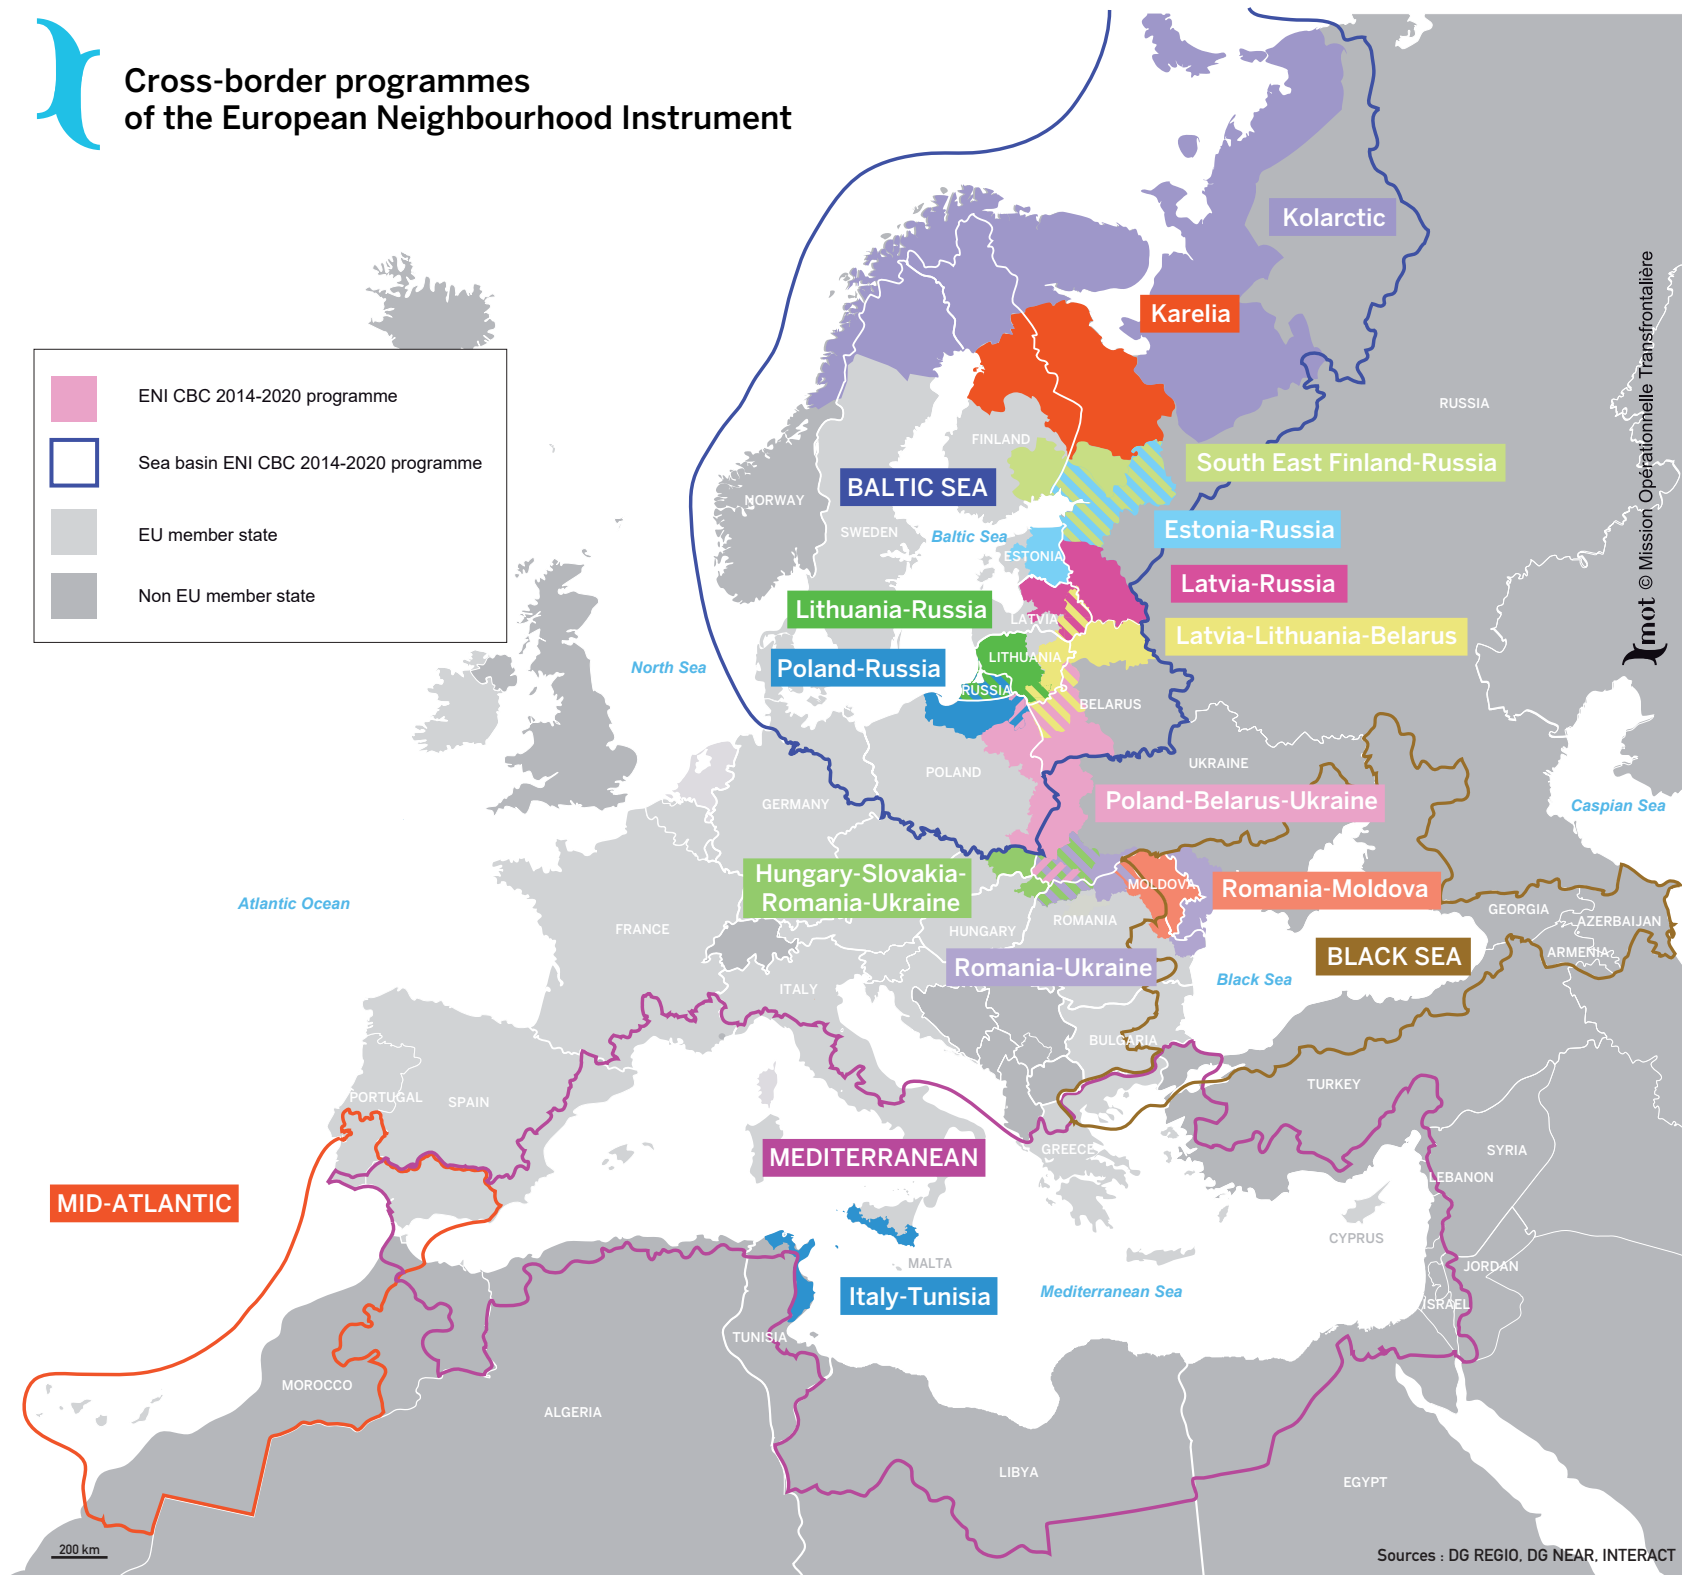 Cross-border programmes
of the European Neighbourhood Instrument
ENI CBC 2014-2020 programme
Sea basin ENI CBC 2014-2020 programme
EU member state
Non EU member state
Kolarctic
Karelia
RUSSIA
FINLAND
South East Finland-Russia
BALTIC SEA
NORWAY
SWEDEN
Baltic Sea
Estonia-Russia
ESTONIA
Latvia-Russia
Lithuania-Russia
LATVIA
Latvia-Lithuania-Belarus
North Sea
Poland-Russia
LITHUANIA
RUSSIA
BELARUS
POLAND
UKRAINE
GERMANY
Poland-Belarus-Ukraine
Caspian Sea
Hungary-Slovakia-
Romania-Ukraine
MOLDOVA
Romania-Moldova
Atlantic Ocean
FRANCE
HUNGARY
ROMANIA
GEORGIA
AZERBAIJAN
ARMENIA
Romania-Ukraine
BLACK SEA
Black Sea
ITALY
BULGARIA
PORTUGAL
SPAIN
TURKEY
MEDITERRANEAN
GREECE
SYRIA
LEBANON
MID-ATLANTIC
CYPRUS
MALTA
JORDAN
Italy-Tunisia
Mediterranean Sea
ISRAEL
TUNISIA
MOROCCO
ALGERIA
LIBYA
EGYPT
200 km
Sources : DG REGIO, DG NEAR, INTERACT
mot © Mission Opérationnelle Transfrontalière